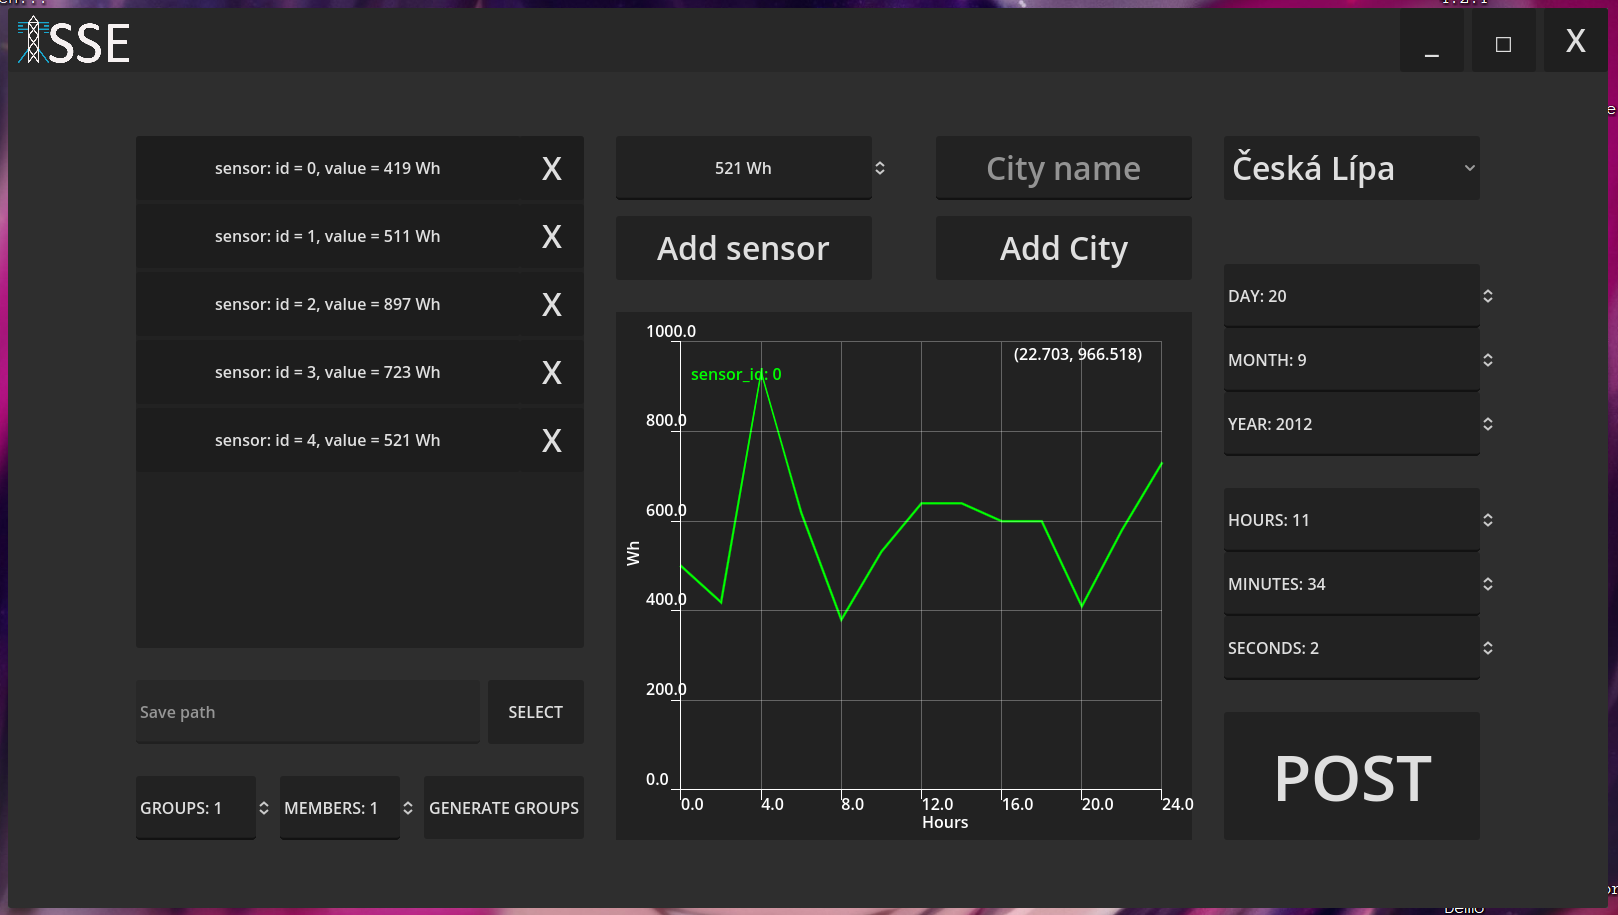 SSE
_
□
X
sensor: id = 0, value = 419 Wh
X
sensor: id = 1, value = 511 Wh
X
sensor: id = 2, value = 897 Wh
X
sensor: id = 3, value = 723 Wh
X
sensor: id = 4, value = 521 Wh
X
Save path
SELECT
GROUPS: 1
MEMBERS: 1
GENERATE GROUPS
521 Wh
Add sensor
City name
Add City
1000.0
(22.703, 966.518)
sensor_id: 0
800.0
600.0
Wh
400.0
200.0
0.0
0.0 4.0 8.0 12.0 16.0 20.0 24.0
Hours
Česká Lípa
DAY: 20
MONTH: 9
YEAR: 2012
HOURS: 11
MINUTES: 34
SECONDS: 2
POST